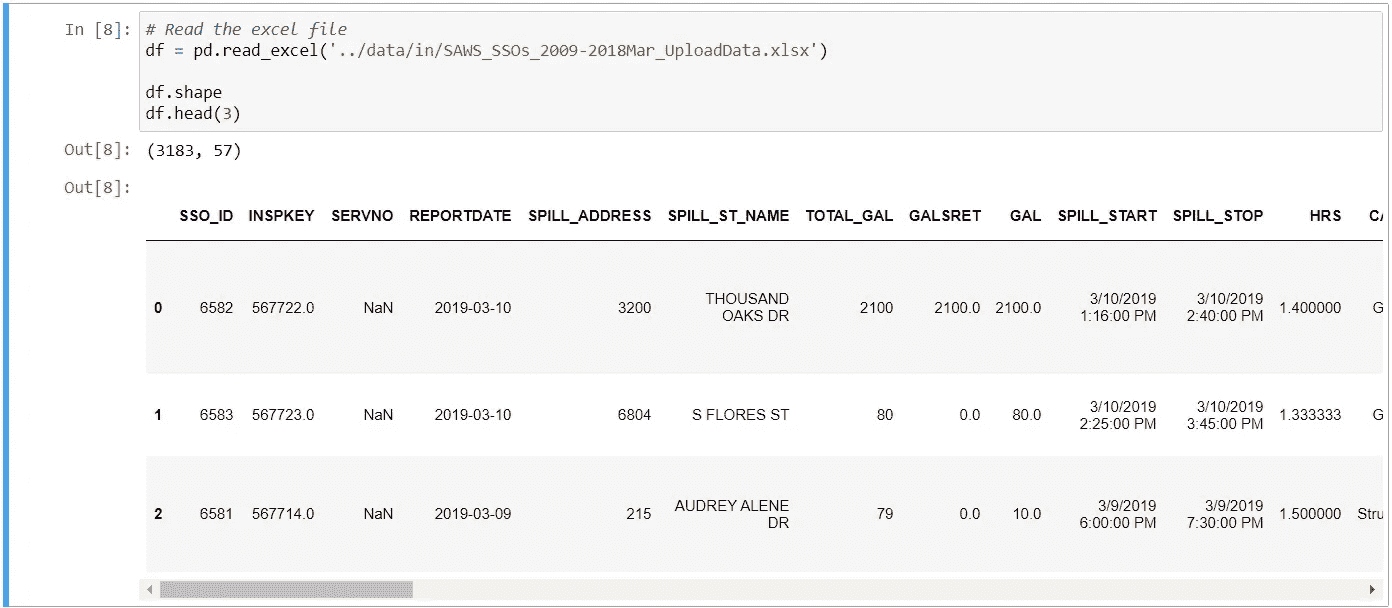 In [8]: # Read the excel file
df = pd.read_excel('../data/in/SAWS_SSOs_2009-2018Mar_UploadData.xlsx')
df.shape
df.head(3)
Out[8]: (3183, 57)
Out[8]:
SSO_ID INSPKEY SERVNO REPORTDATE SPILL_ADDRESS SPILL_ST_NAME TOTAL_GAL GALSRET GAL SPILL_START SPILL_STOP HRS
0 6582 567722.0 NaN 2019-03-10 3200 THOUSAND OAKS DR 2100 2100.0 2100.0 3/10/2019 1:16:00 PM 3/10/2019 2:40:00 PM 1.400000 G
1 6583 567723.0 NaN 2019-03-10 6804 S FLORES ST 80 0.0 80.0 3/10/2019 2:25:00 PM 3/10/2019 3:45:00 PM 1.333333 G
2 6581 567714.0 NaN 2019-03-09 215 AUDREY ALENE DR 79 0.0 10.0 3/9/2019 6:00:00 PM 3/9/2019 7:30:00 PM 1.500000 Stru